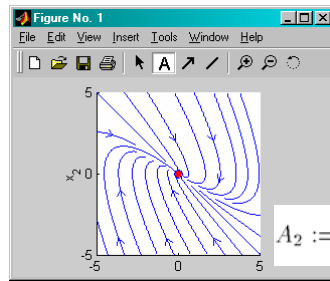 Figure No. 1
File Edit View Insert Tools Window Help
A
5
x2 0
-5
-5 0 5
A₂ :=